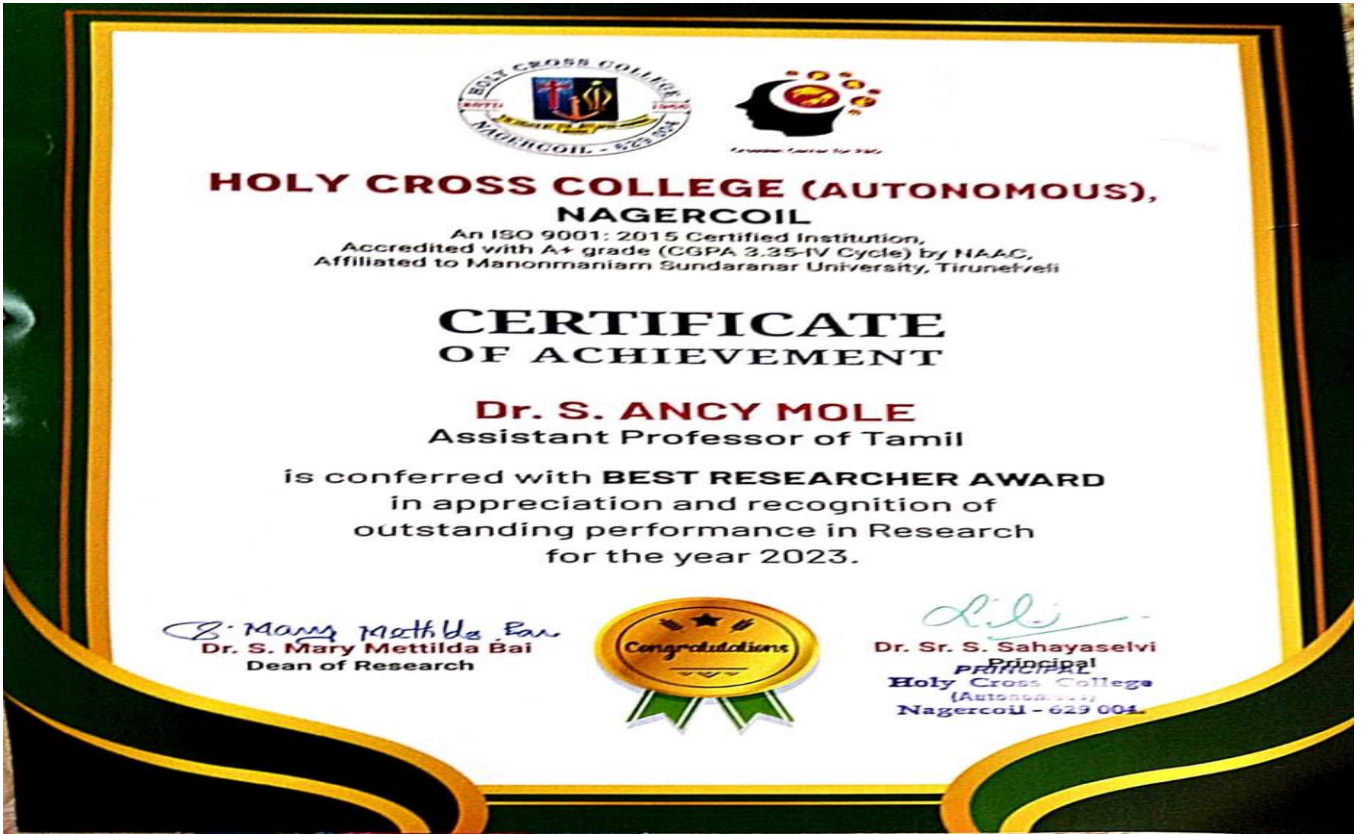 HOLY CROSS COLLEGE
NAGERCOIL - 629 004
HOLY CROSS COLLEGE (AUTONOMOUS),
NAGERCOIL
An ISO 9001: 2015 Certified Institution,
Accredited with A+ grade (CGPA 3.35-IV Cycle) by NAAC,
Affiliated to Manonmaniam Sundaranar University, Tirunelveli
CERTIFICATE
OF ACHIEVEMENT
Dr. S. ANCY MOLE
Assistant Professor of Tamil
is conferred with BEST RESEARCHER AWARD
in appreciation and recognition of
outstanding performance in Research
for the year 2023.
S. Mary Mettilda Bai
Dr. S. Mary Mettilda Bai
Dean of Research
Congratulations
Dr. Sr. S. Sahayaselvi
Principal
PRINCIPAL
Holy Cross College
(Autonomous)
Nagercoil - 629 004.